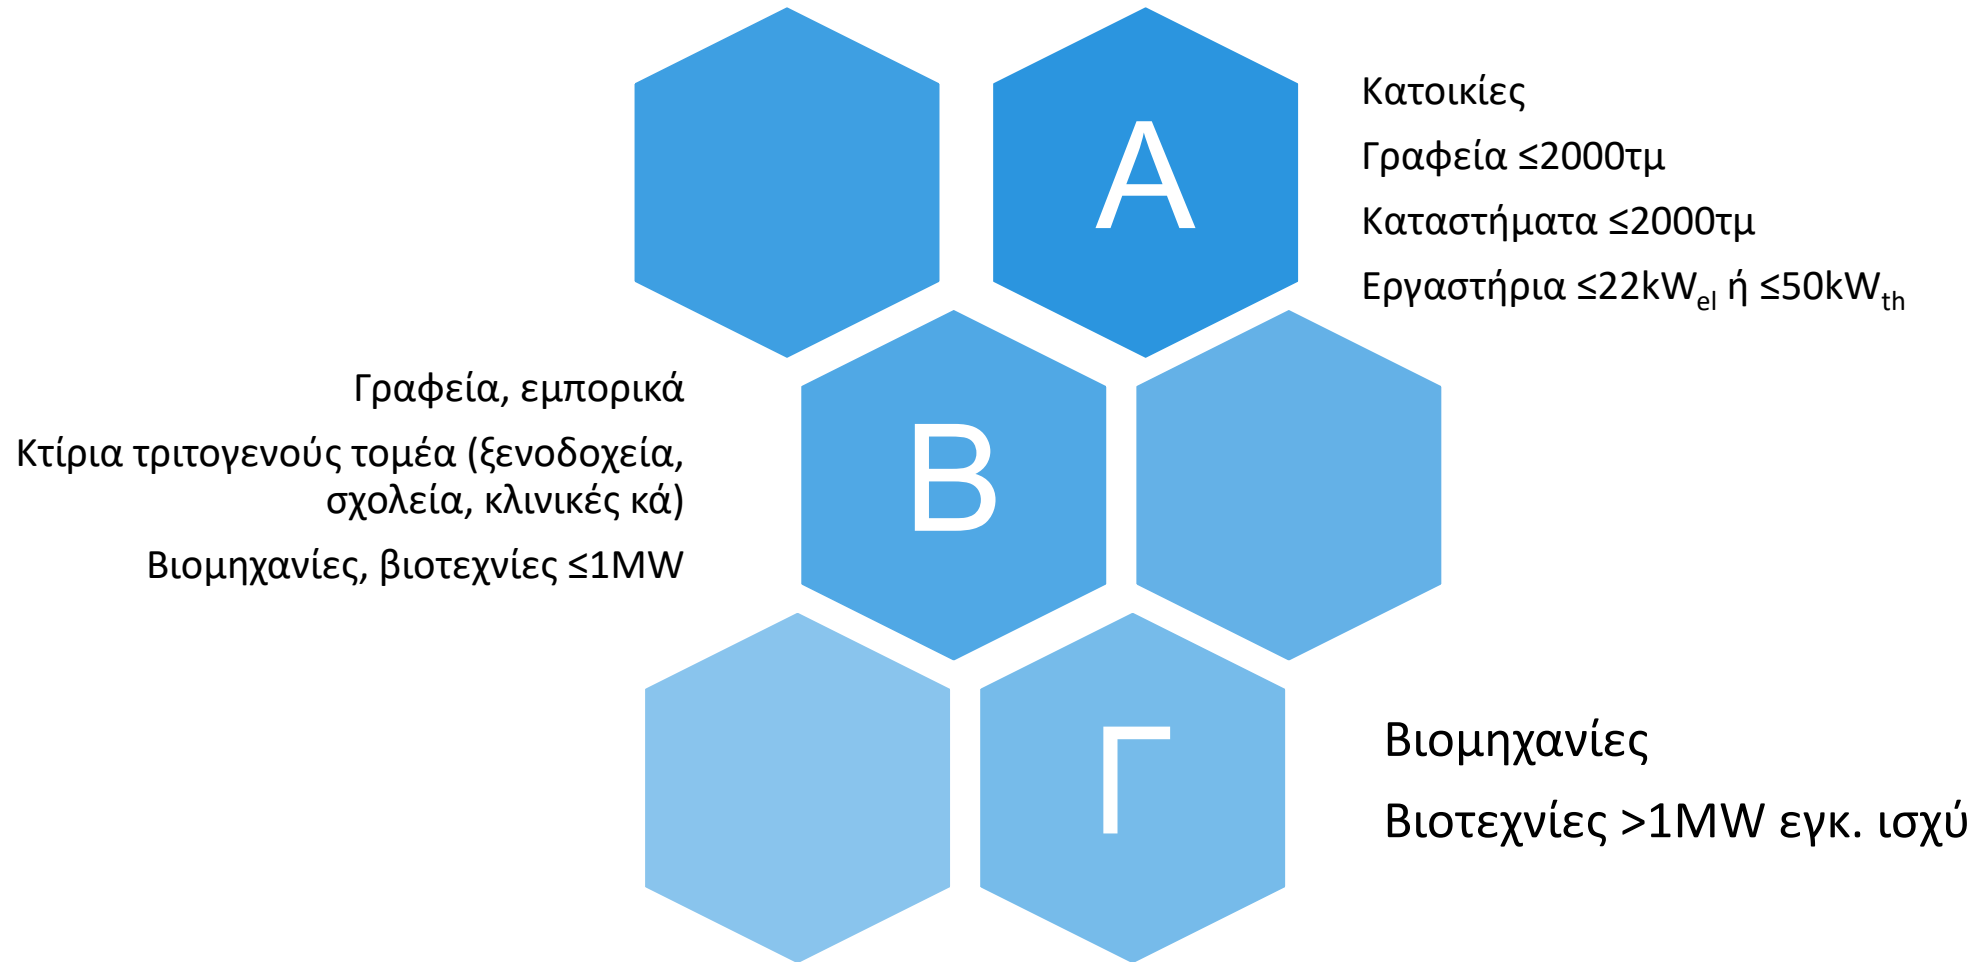 Α
Κατοικίες
Γραφεία ≤2000τμ
Καταστήματα ≤2000τμ
Εργαστήρια ≤22kWel ή ≤50kWth
Β
Γραφεία, εμπορικά
Κτίρια τριτογενούς τομέα (ξενοδοχεία,
σχολεία, κλινικές κά)
Βιομηχανίες, βιοτεχνίες ≤1MW
Γ
Βιομηχανίες
Βιοτεχνίες >1MW εγκ. ισχύ